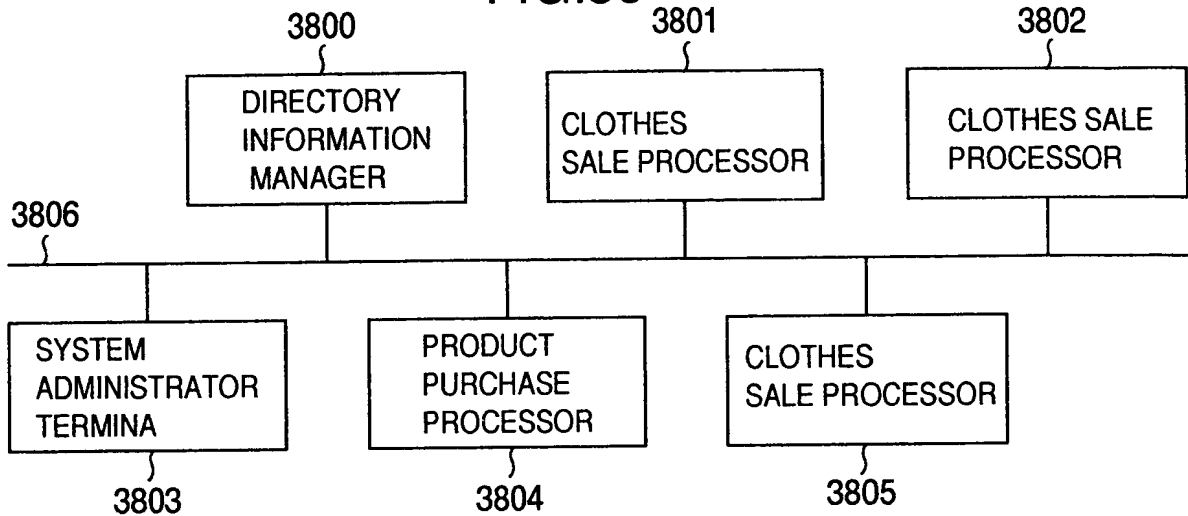 3800
3801
3802
DIRECTORY
INFORMATION
MANAGER
CLOTHES
SALE PROCESSOR
CLOTHES SALE
PROCESSOR
3806
SYSTEM
ADMINISTRATOR
TERMINA
PRODUCT
PURCHASE
PROCESSOR
CLOTHES
SALE PROCESSOR
3803
3804
3805